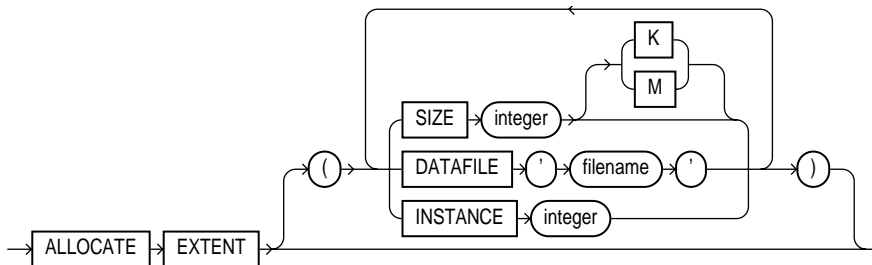 K
M
SIZE integer
( DATAFILE ' filename ' )
INSTANCE integer
ALLOCATE EXTENT